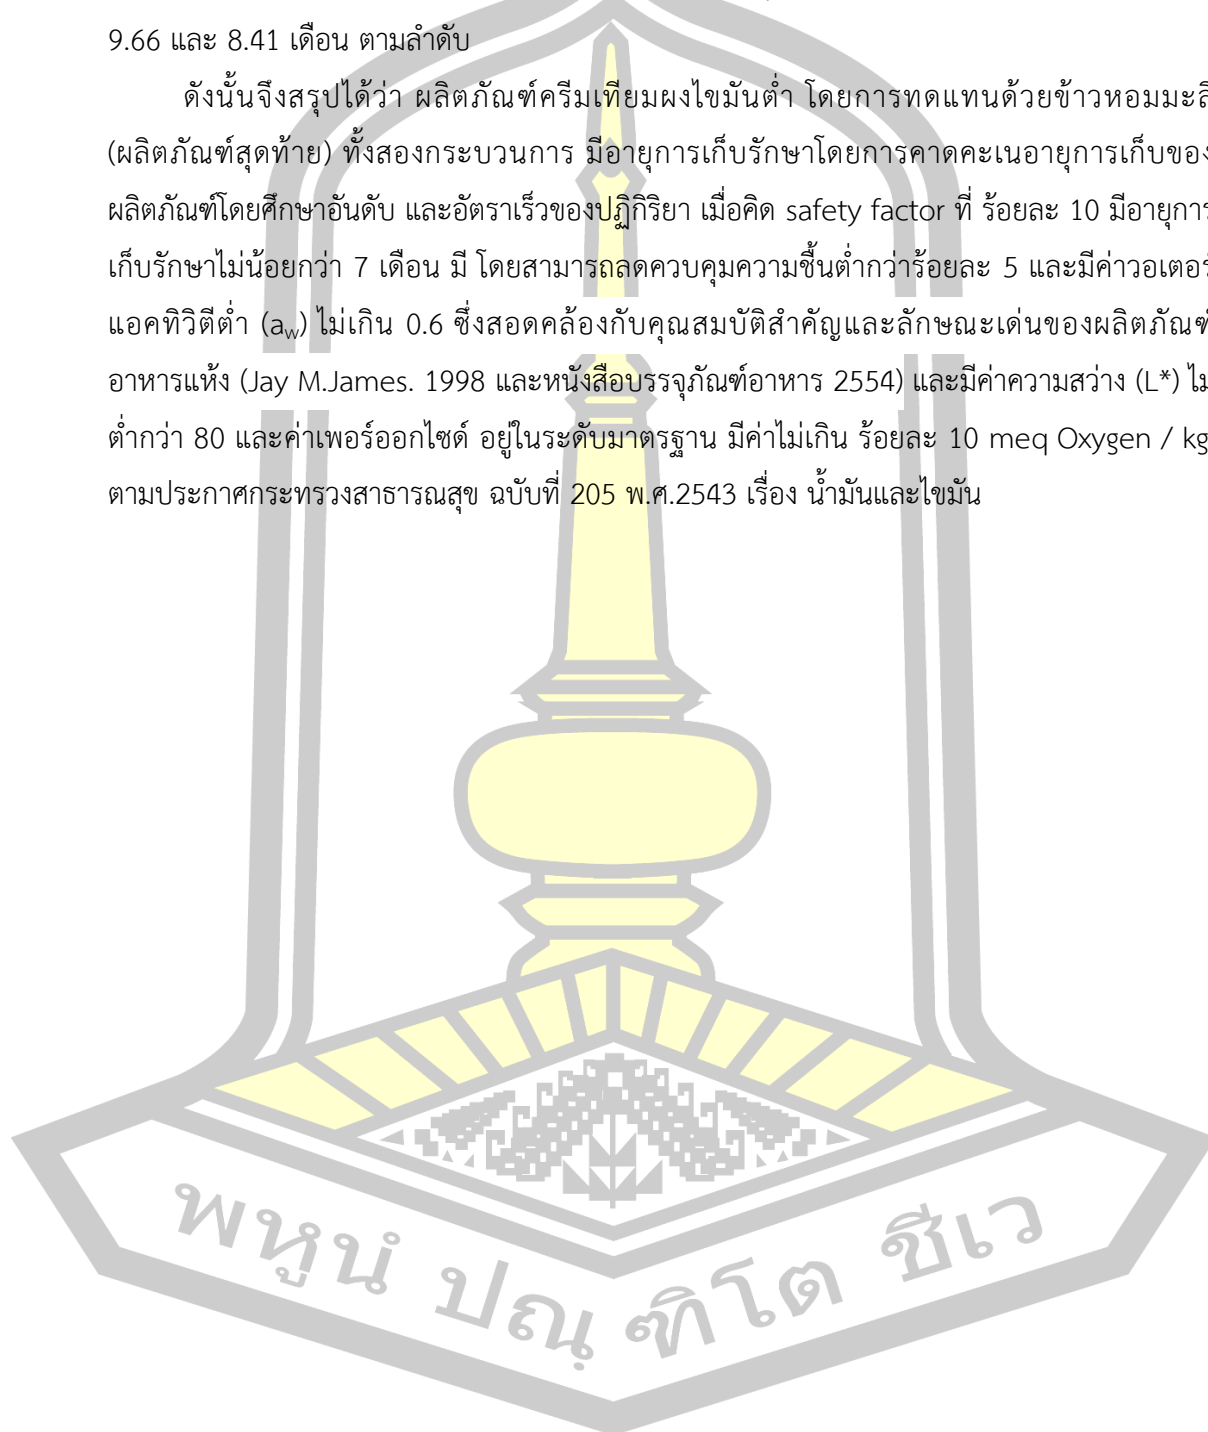 9.66 และ 8.41 เดือน ตามลำดับ
ดังนั้นจึงสรุปได้ว่า ผลิตภัณฑ์ครีมเทียมผงไขมันต่ำ โดยการทดแทนด้วยข้าวหอมมะลิ
(ผลิตภัณฑ์สุดท้าย) ทั้งสองกระบวนการ มีอายุการเก็บรักษาโดยการคาดคะเนอายุการเก็บของ
ผลิตภัณฑ์โดยศึกษาอันดับ และอัตราเร็วของปฏิกิริยา เมื่อคิด safety factor ที่ ร้อยละ 10 มีอายุการ
เก็บรักษาไม่น้อยกว่า 7 เดือน มี โดยสามารถลดควบคุมความชื้นต่ำกว่าร้อยละ 5 และมีค่าวอเตอร์
แอคทิวิตีต่ำ (aw) ไม่เกิน 0.6 ซึ่งสอดคล้องกับคุณสมบัติสำคัญและลักษณะเด่นของผลิตภัณฑ์
อาหารแห้ง (Jay M.James. 1998 และหนังสือบรรจุภัณฑ์อาหาร 2554) และมีค่าความสว่าง (L*) ไม่
ต่ำกว่า 80 และค่าเพอร์ออกไซด์ อยู่ในระดับมาตรฐาน มีค่าไม่เกิน ร้อยละ 10 meq Oxygen / kg
ตามประกาศกระทรวงสาธารณสุข ฉบับที่ 205 พ.ศ.2543 เรื่อง น้ำมันและไขมัน
พหูนํ ปณฺฑิโต ชีเว